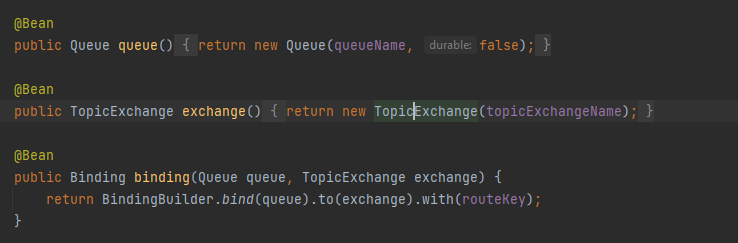 @Bean
public Queue queue() { return new Queue(queueName, durable: false); }
@Bean
public TopicExchange exchange() { return new TopicExchange(topicExchangeName); }
@Bean
public Binding binding(Queue queue, TopicExchange exchange) {
return BindingBuilder.bind(queue).to(exchange).with(routeKey);
}